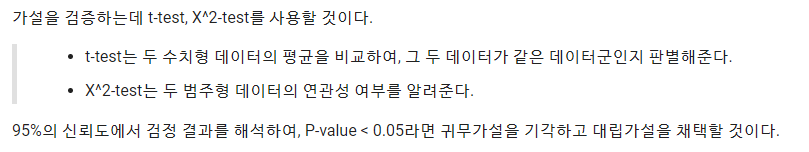 가설을 검증하는데 t-test, X^2-test를 사용할 것이다.
• t-test는 두 수치형 데이터의 평균을 비교하여, 그 두 데이터가 같은 데이터군인지 판별해준다.
• X^2-test는 두 범주형 데이터의 연관성 여부를 알려준다.
95%의 신뢰도에서 검정 결과를 해석하여, P-value < 0.05라면 귀무가설을 기각하고 대립가설을 채택할 것이다.